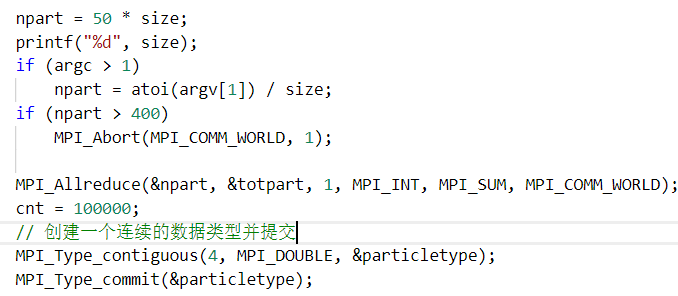 npart = 50 * size;
printf("%d", size);
if (argc > 1)
    npart = atoi(argv[1]) / size;
if (npart > 400)
    MPI_Abort(MPI_COMM_WORLD, 1);
MPI_Allreduce(&npart, &totpart, 1, MPI_INT, MPI_SUM, MPI_COMM_WORLD);
cnt = 100000;
// 创建一个连续的数据类型并提交
MPI_Type_contiguous(4, MPI_DOUBLE, &particletype);
MPI_Type_commit(&particletype);